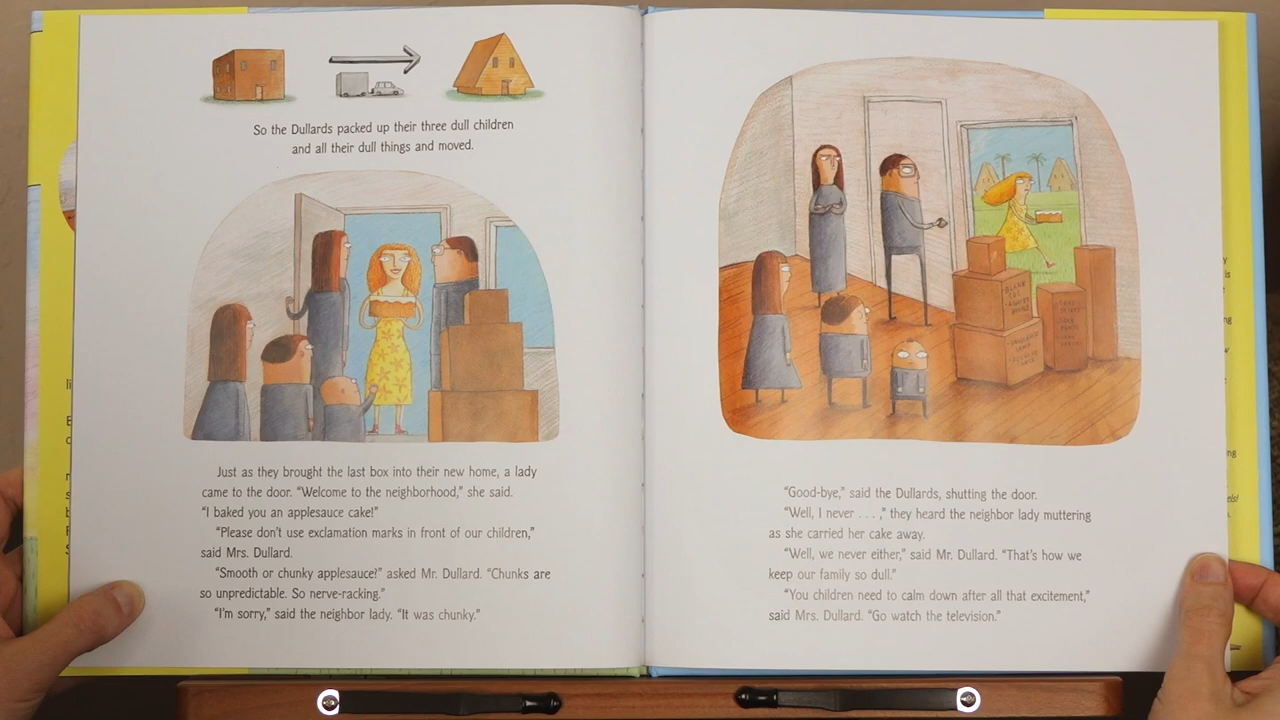 So the Dullards packed up their three dull children
and all their dull things and moved.
Just as they brought the last box into their new home, a lady
came to the door. “Welcome to the neighborhood,” she said.
“I baked you an applesauce cake!”
“Please don’t use exclamation marks in front of our children,”
said Mrs. Dullard.
“Smooth or chunky applesauce?” asked Mr. Dullard. “Chunks are
so unpredictable. So nerve-racking.”
“I’m sorry,” said the neighbor lady. “It was chunky.”
“Good-bye,” said the Dullards, shutting the door.
“Well, I never . . . ,” they heard the neighbor lady muttering
as she carried her cake away.
“Well, we never either,” said Mr. Dullard. “That’s how we
keep our family so dull.”
“You children need to calm down after all that excitement,”
said Mrs. Dullard. “Go watch the television.”